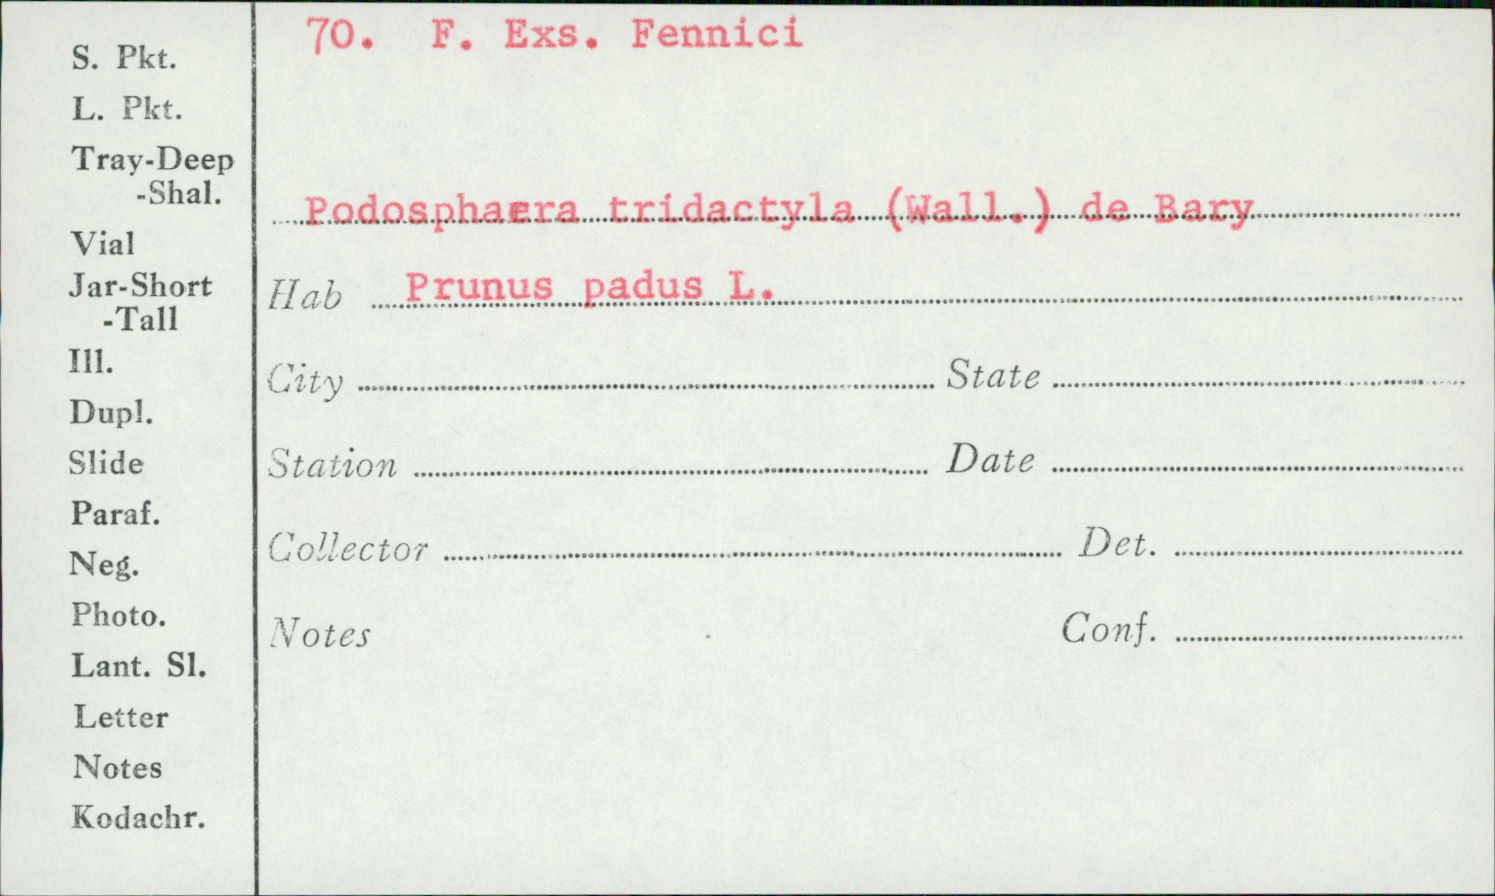 70. F. Exs. Fennici
S. Pkt.
L. Pkt.
Tray-Deep
-Shal.
Podosphaera tridactyla (Wall.) de Bary
Vial
Jar-Short
-Tall
Hab Prunus padus L.
Ill.
City State
Dupl.
Slide
Station Date
Paraf.
Neg.
Collector Det.
Photo.
Notes Conf.
Lant. Sl.
Letter
Notes
Kodachr.